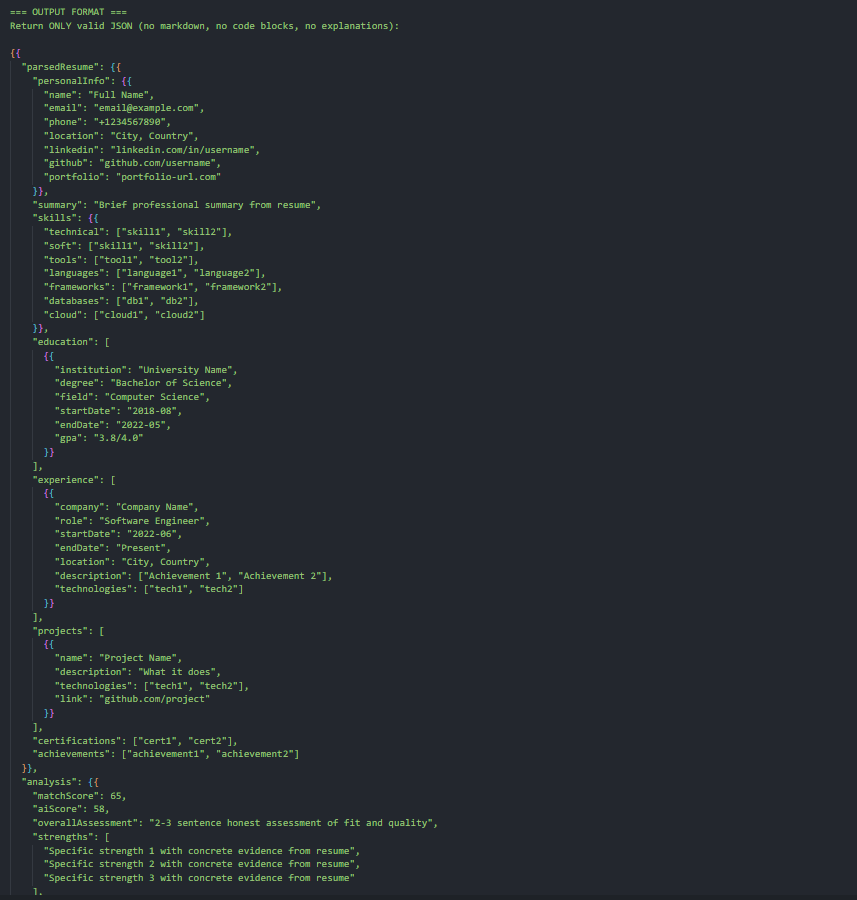 === OUTPUT FORMAT ===
Return ONLY valid JSON (no markdown, no code blocks, no explanations):

{{
  "parsedResume": {{
    "personalInfo": {{
      "name": "Full Name",
      "email": "email@example.com",
      "phone": "+1234567890",
      "location": "City, Country",
      "linkedin": "linkedin.com/in/username",
      "github": "github.com/username",
      "portfolio": "portfolio-url.com"
    }},
    "summary": "Brief professional summary from resume",
    "skills": {{
      "technical": ["skill1", "skill2"],
      "soft": ["skill1", "skill2"],
      "tools": ["tool1", "tool2"],
      "languages": ["language1", "language2"],
      "frameworks": ["framework1", "framework2"],
      "databases": ["db1", "db2"],
      "cloud": ["cloud1", "cloud2"]
    }},
    "education": [
      {{
        "institution": "University Name",
        "degree": "Bachelor of Science",
        "field": "Computer Science",
        "startDate": "2018-08",
        "endDate": "2022-05",
        "gpa": "3.8/4.0"
      }}
    ],
    "experience": [
      {{
        "company": "Company Name",
        "role": "Software Engineer",
        "startDate": "2022-06",
        "endDate": "Present",
        "location": "City, Country",
        "description": ["Achievement 1", "Achievement 2"],
        "technologies": ["tech1", "tech2"]
      }}
    ],
    "projects": [
      {{
        "name": "Project Name",
        "description": "What it does",
        "technologies": ["tech1", "tech2"],
        "link": "github.com/project"
      }}
    ],
    "certifications": ["cert1", "cert2"],
    "achievements": ["achievement1", "achievement2"]
  }},
  "analysis": {{
    "matchScore": 65,
    "aiScore": 58,
    "overallAssessment": "2-3 sentence honest assessment of fit and quality",
    "strengths": [
      "Specific strength 1 with concrete evidence from resume",
      "Specific strength 2 with concrete evidence from resume",
      "Specific strength 3 with concrete evidence from resume"
    ],